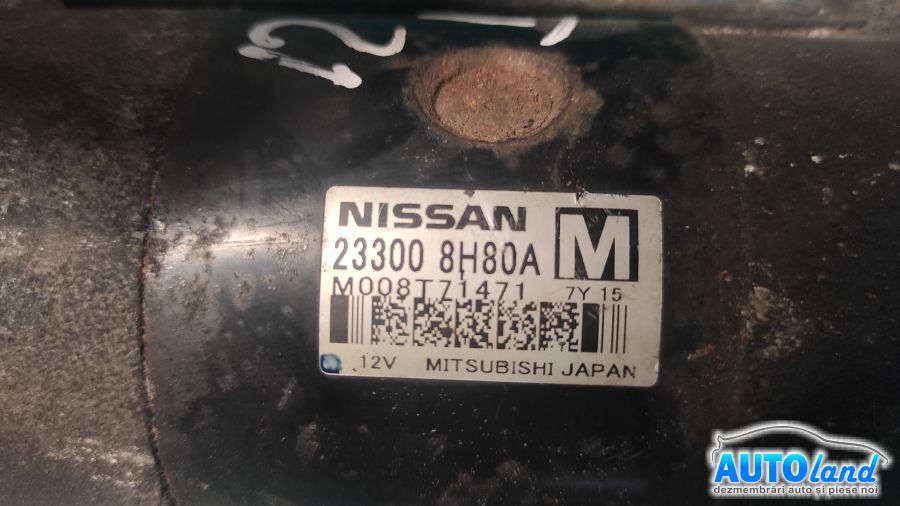 NISSAN
23300 8H80A M
M008T71471 7Y 15
12V MITSUBISHI JAPAN
AUTOland
dezmembrări auto și piese noi